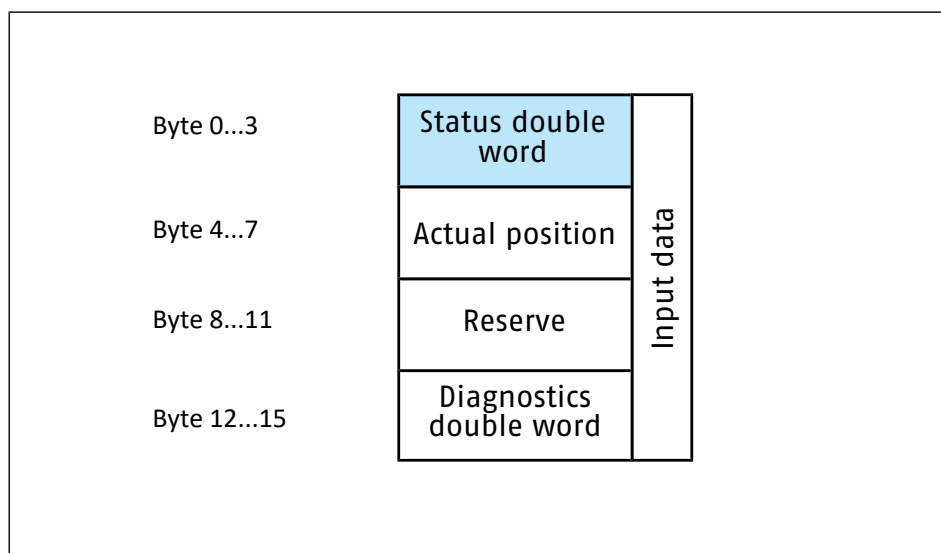 Byte 0...3
Status double
word
Byte 4...7
Actual position
Byte 8...11
Reserve
Byte 12...15
Diagnostics
double word
Input data